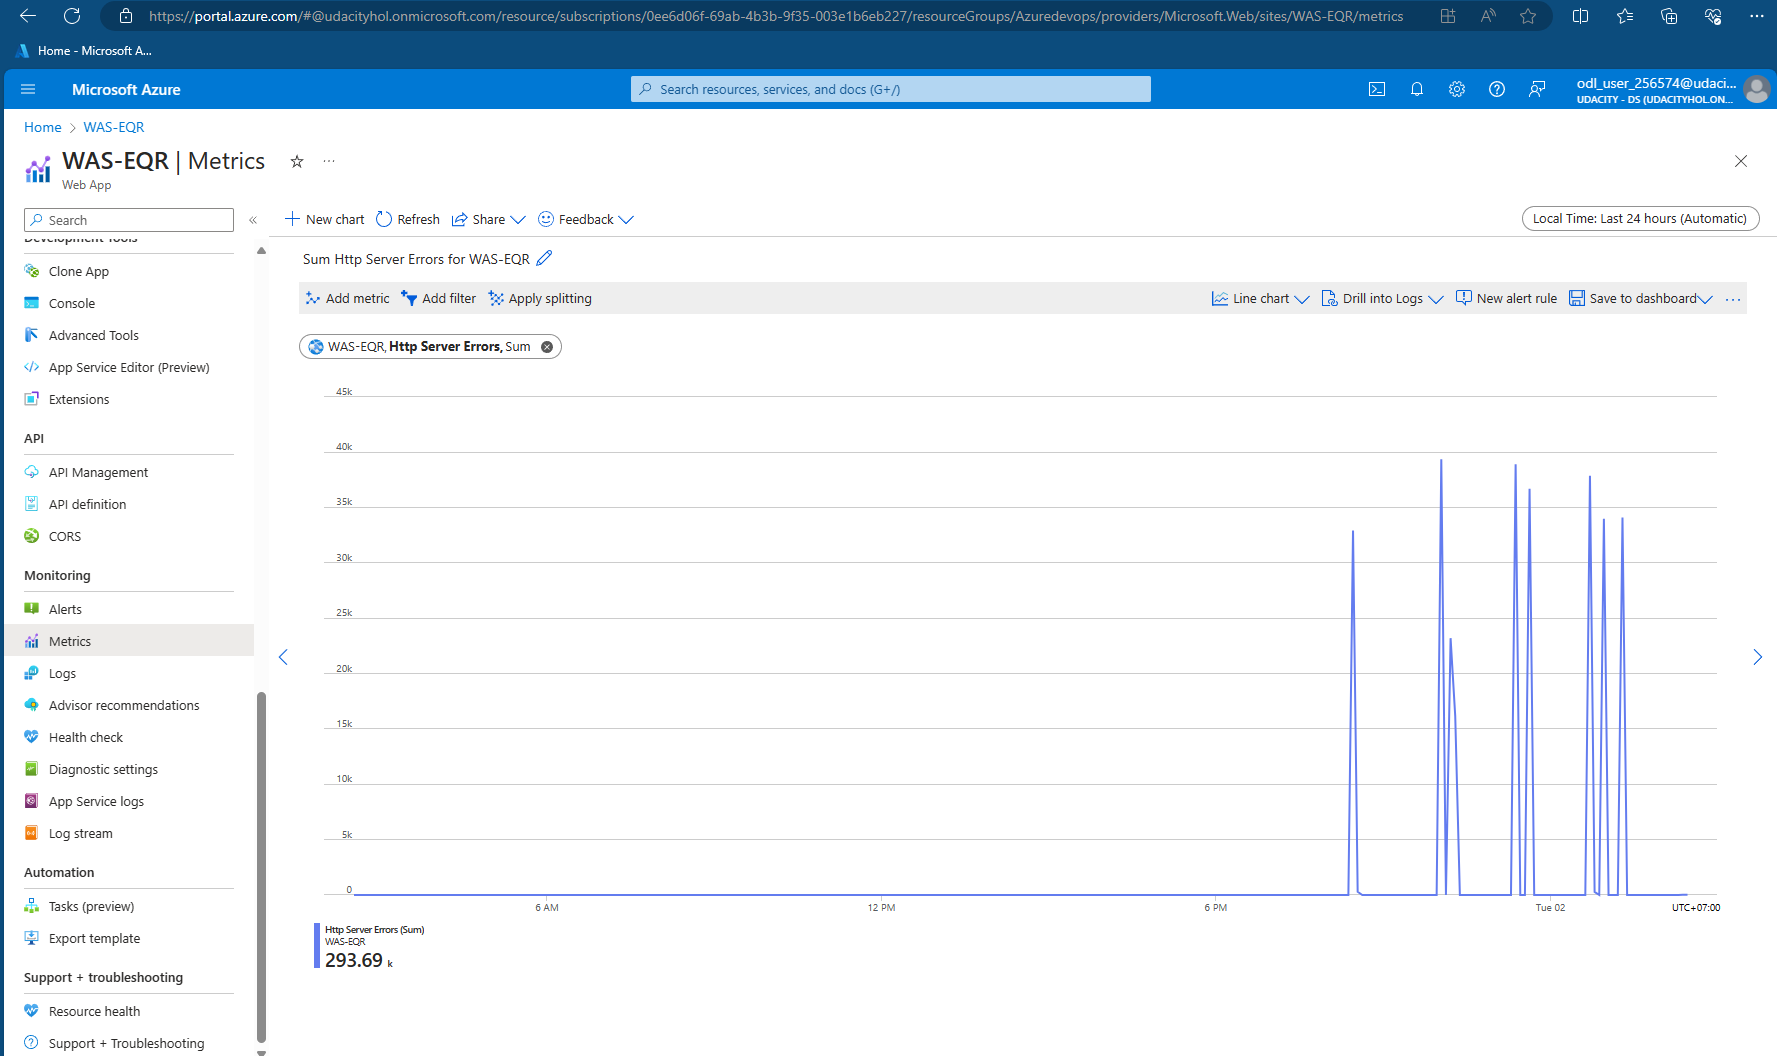 https://portal.azure.com/#@udacityhol.onmicrosoft.com/resource/subscriptions/0ee6d06f-69ab-4b3b-9f35-003e1b6eb227/resourceGroups/Azuredevops/providers/Microsoft.Web/sites/WAS-EQR/metrics
Home - Microsoft A...
Microsoft Azure
Search resources, services, and docs (G+/)
odl_user_256574@udaci...
UDACITY - DS (UDACITYHOL.ON...
Home > WAS-EQR
WAS-EQR | Metrics
Web App
Search
New chart
Refresh
Share
Feedback
Local Time: Last 24 hours (Automatic)
Development Tools
Clone App
Console
Advanced Tools
App Service Editor (Preview)
Extensions
API
API Management
API definition
CORS
Monitoring
Alerts
Metrics
Logs
Advisor recommendations
Health check
Diagnostic settings
App Service logs
Log stream
Automation
Tasks (preview)
Export template
Support + troubleshooting
Resource health
Support + Troubleshooting
Sum Http Server Errors for WAS-EQR
Add metric
Add filter
Apply splitting
Line chart
Drill into Logs
New alert rule
Save to dashboard
WAS-EQR, Http Server Errors, Sum
45k
40k
35k
30k
25k
20k
15k
10k
5k
0
6 AM
12 PM
6 PM
Tue 02
UTC+07:00
Http Server Errors (Sum)
WAS-EQR
293.69 k